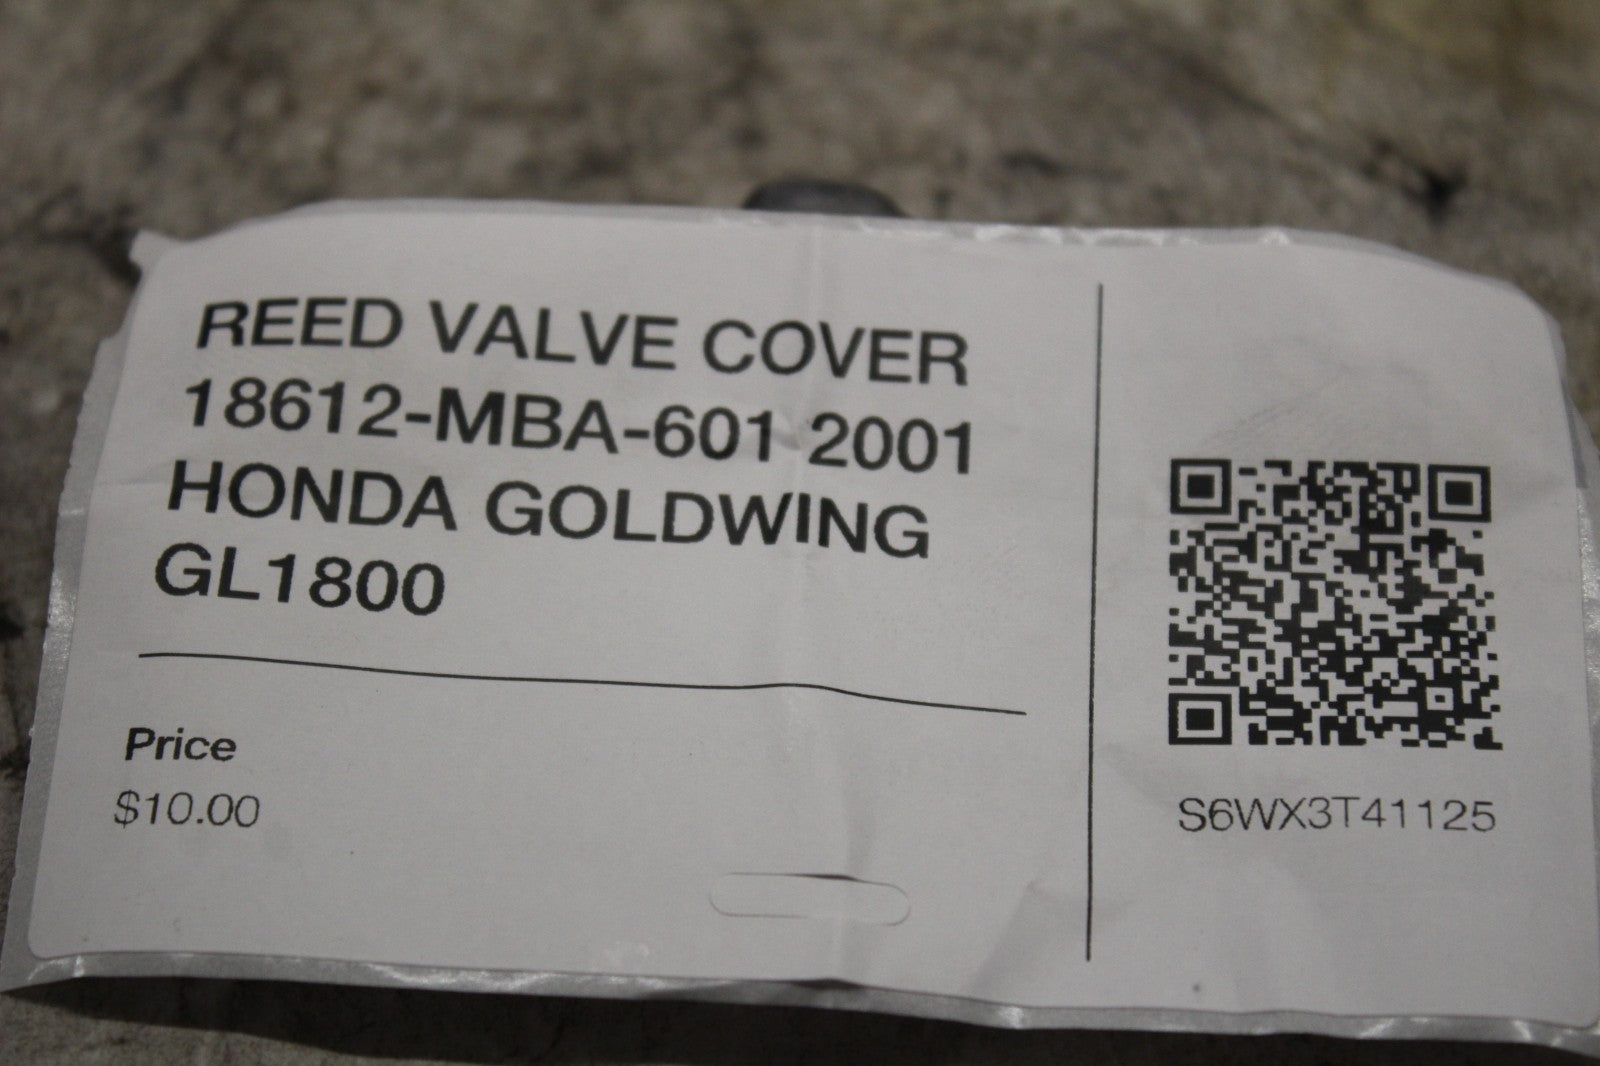 REED VALVE COVER
18612-MBA-601 2001
HONDA GOLDWING
GL1800
Price
$10.00
S6WX3T41125